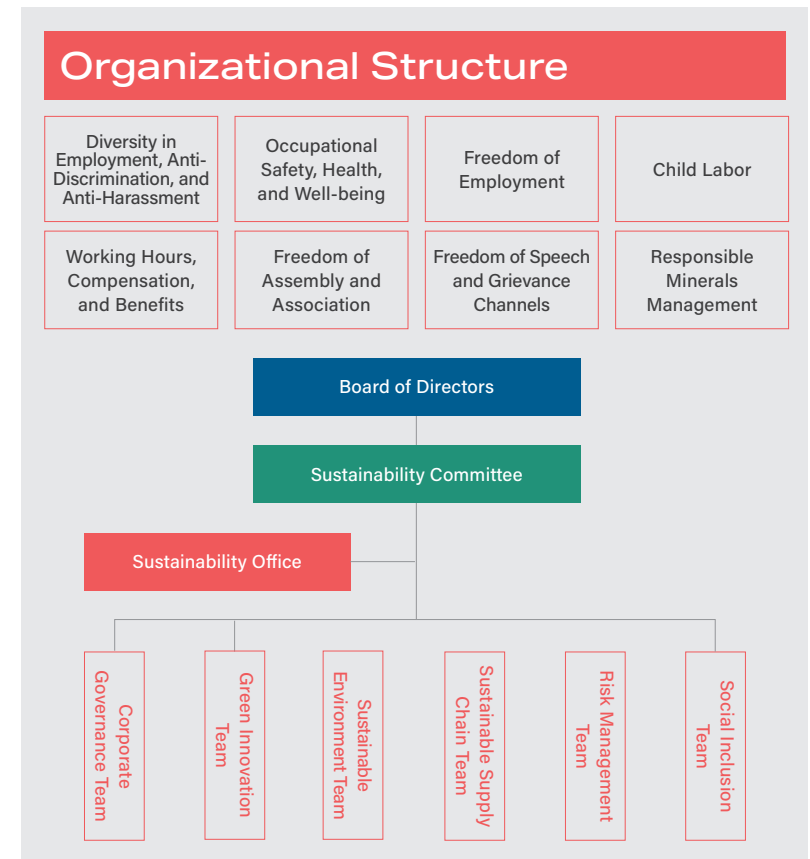 Organizational Structure
Diversity in
Employment, Anti-
Discrimination, and
Anti-Harassment
Occupational
Safety, Health,
and Well-being
Freedom of
Employment
Child Labor
Working Hours,
Compensation,
and Benefits
Freedom of
Assembly and
Association
Freedom of Speech
and Grievance
Channels
Responsible
Minerals
Management
Board of Directors
Sustainability Committee
Sustainability Office
Corporate
Governance Team
Green Innovation
Team
Sustainable
Environment Team
Sustainable Supply
Chain Team
Risk Management
Team
Social Inclusion
Team